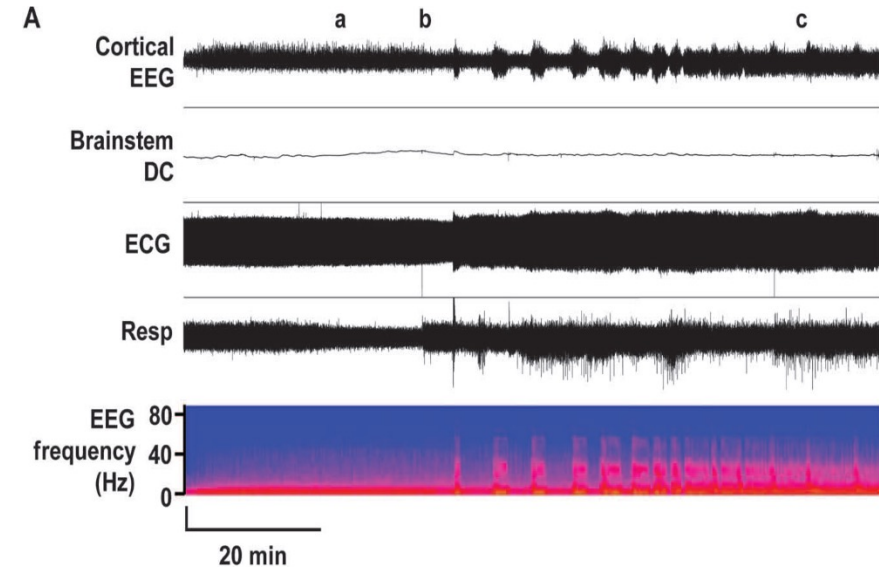 A
a b c
Cortical
EEG
Brainstem
DC
ECG
Resp
EEG
frequency
(Hz)
80
40
0
20 min